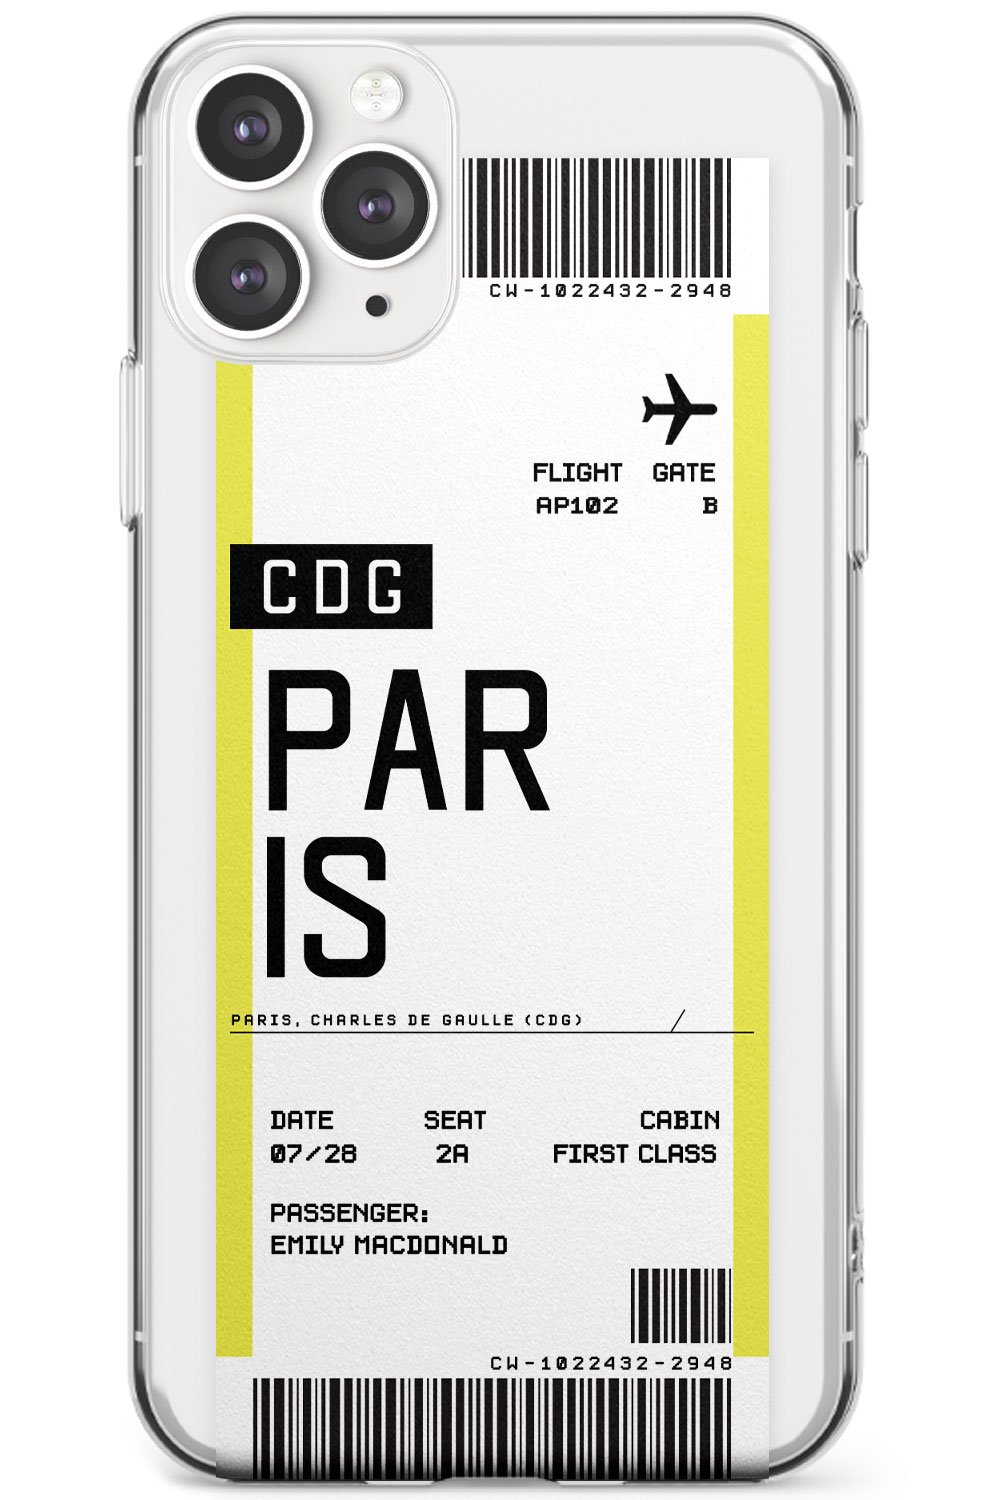 CW-1022432-2948
FLIGHT GATE
AP102 B
CDG
PAR
IS
PARIS, CHARLES DE GAULLE (CDG) /
DATE SEAT CABIN
07/28 2A FIRST CLASS
PASSENGER:
EMILY MACDONALD
CW-1022432-2948